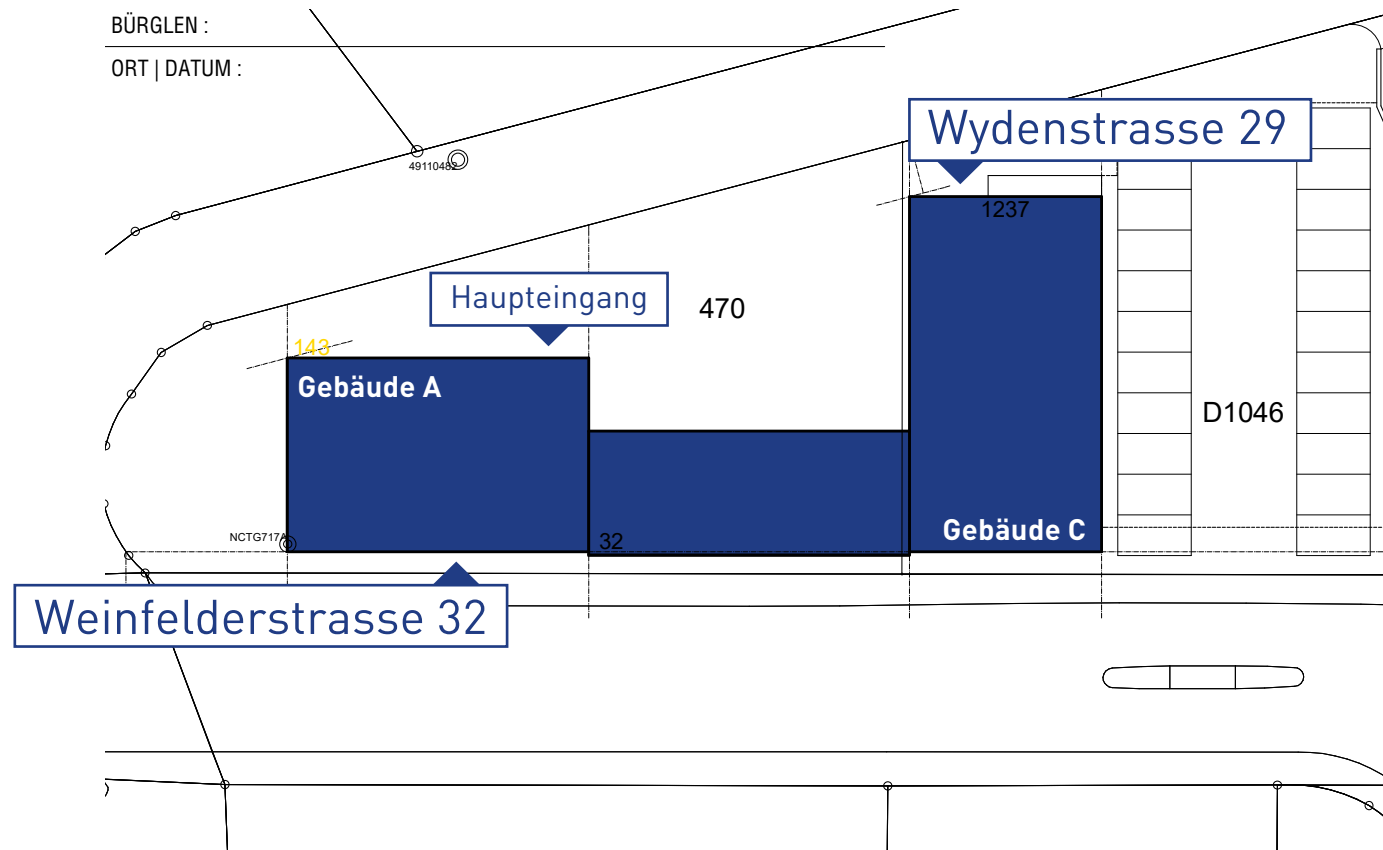 BÜRGLEN :
ORT | DATUM :
Wydenstrasse 29
49110482
1237
Haupteingang
470
143
Gebäude A
D1046
Gebäude C
NCTG717A
32
Weinfelderstrasse 32